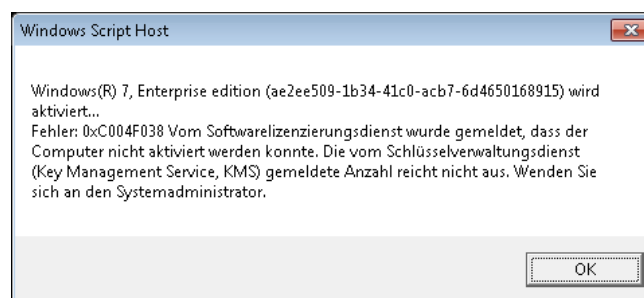 Windows Script Host
Windows(R) 7, Enterprise edition (ae2ee509-1b34-41c0-acb7-6d4650168915) wird
aktiviert...
Fehler: 0xC004F038 Vom Softwarelizenzierungsdienst wurde gemeldet, dass der
Computer nicht aktiviert werden konnte. Die vom Schlüsselverwaltungsdienst
(Key Management Service, KMS) gemeldete Anzahl reicht nicht aus. Wenden Sie
sich an den Systemadministrator.
OK